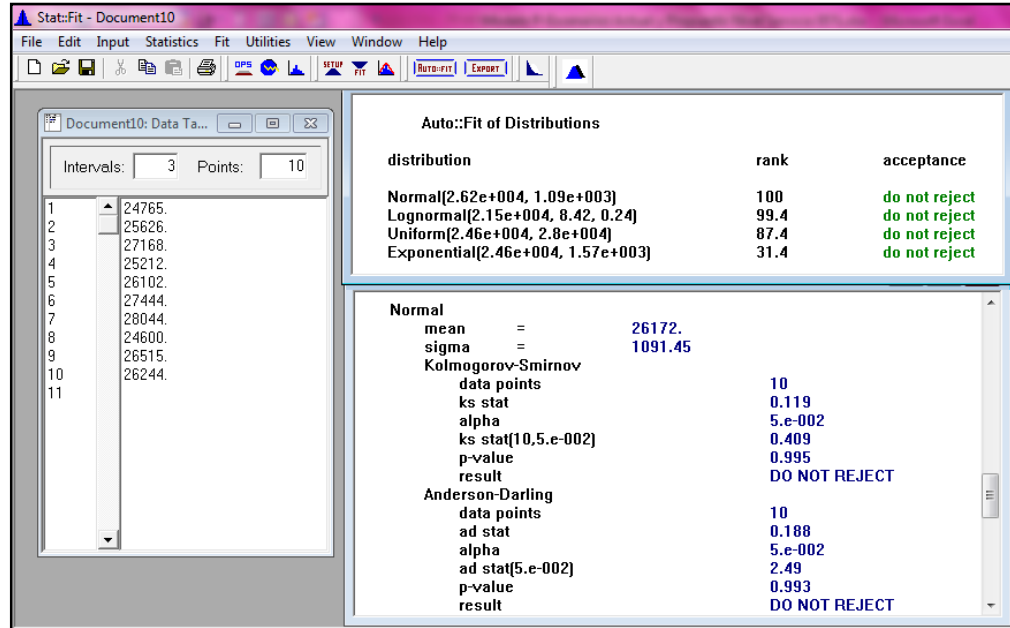 Stat::Fit - Document10
File Edit Input Statistics Fit Utilities View Window Help
OPS SETUP FIT AUTO::FIT EXPORT
Document10: Data Ta...
Intervals: 3 Points: 10
1 24765.
2 25626.
3 27168.
4 25212.
5 26102.
6 27444.
7 28044.
8 24600.
9 26515.
10 26244.
11
Auto::Fit of Distributions
distribution rank acceptance
Normal(2.62e+004, 1.09e+003) 100 do not reject
Lognormal(2.15e+004, 8.42, 0.24) 99.4 do not reject
Uniform(2.46e+004, 2.8e+004) 87.4 do not reject
Exponential(2.46e+004, 1.57e+003) 31.4 do not reject
Normal
mean = 26172.
sigma = 1091.45
Kolmogorov-Smirnov
data points 10
ks stat 0.119
alpha 5.e-002
ks stat(10,5.e-002) 0.409
p-value 0.995
result DO NOT REJECT
Anderson-Darling
data points 10
ad stat 0.188
alpha 5.e-002
ad stat(5.e-002) 2.49
p-value 0.993
result DO NOT REJECT